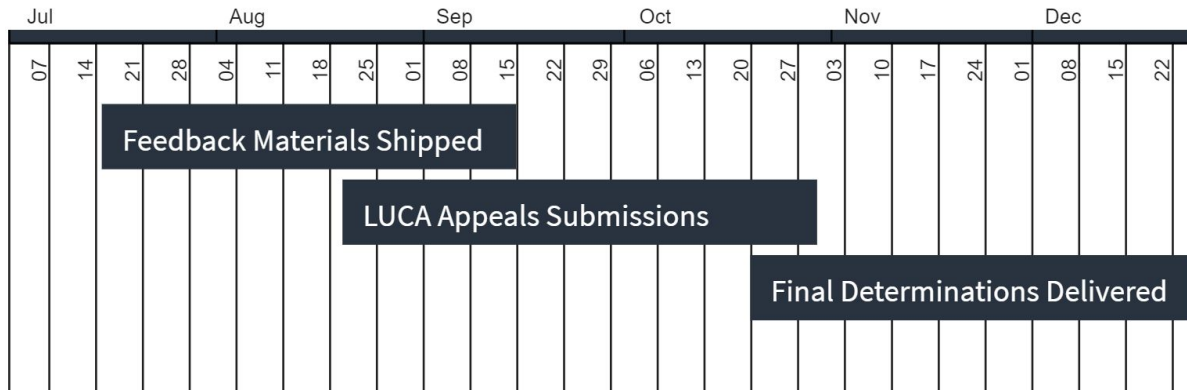 Jul Aug Sep Oct Nov Dec
07 14 21 28 04 11 18 25 01 08 15 22 29 06 13 20 27 03 10 17 24 01 08 15 22
Feedback Materials Shipped
LUCA Appeals Submissions
Final Determinations Delivered